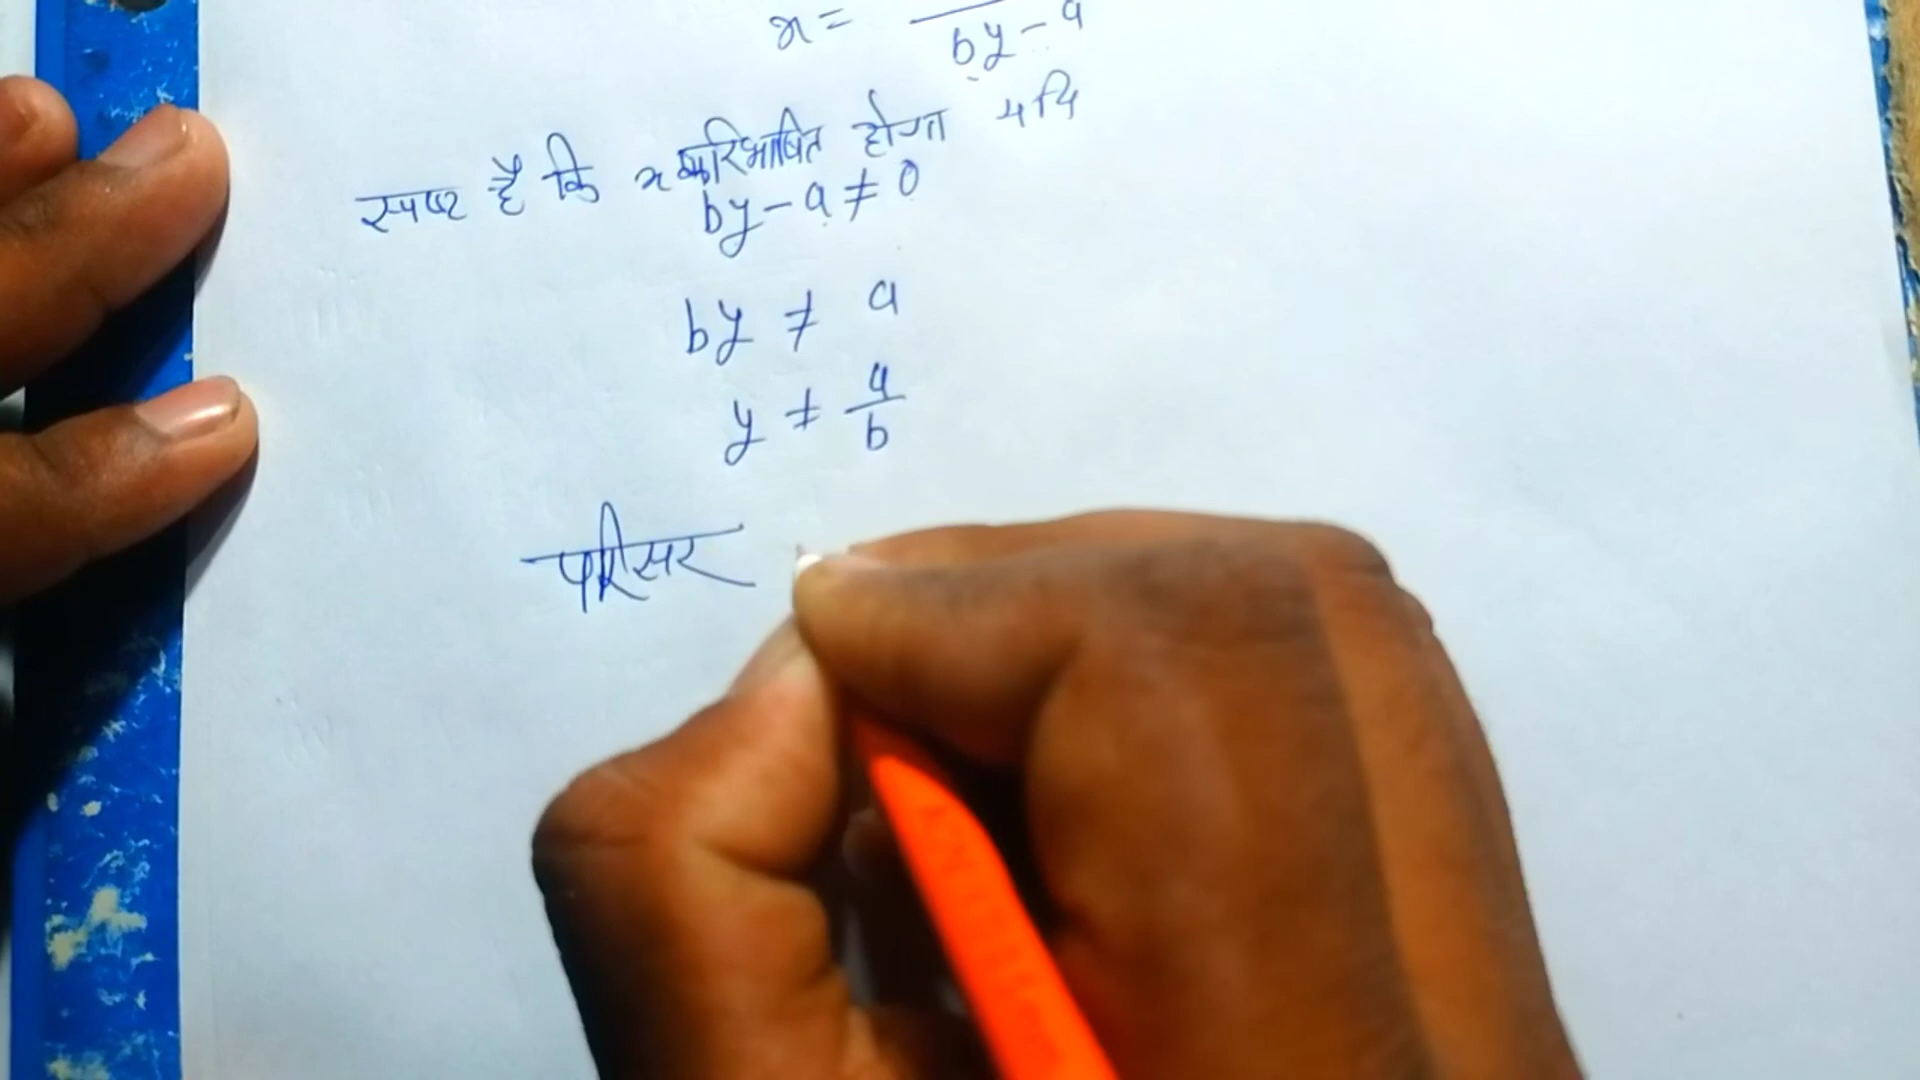 x =
by - a
स्पष्ट है कि x परिभाषित होगा यदि
by - a ≠ 0
by ≠ a
y ≠ a/b
परिसर